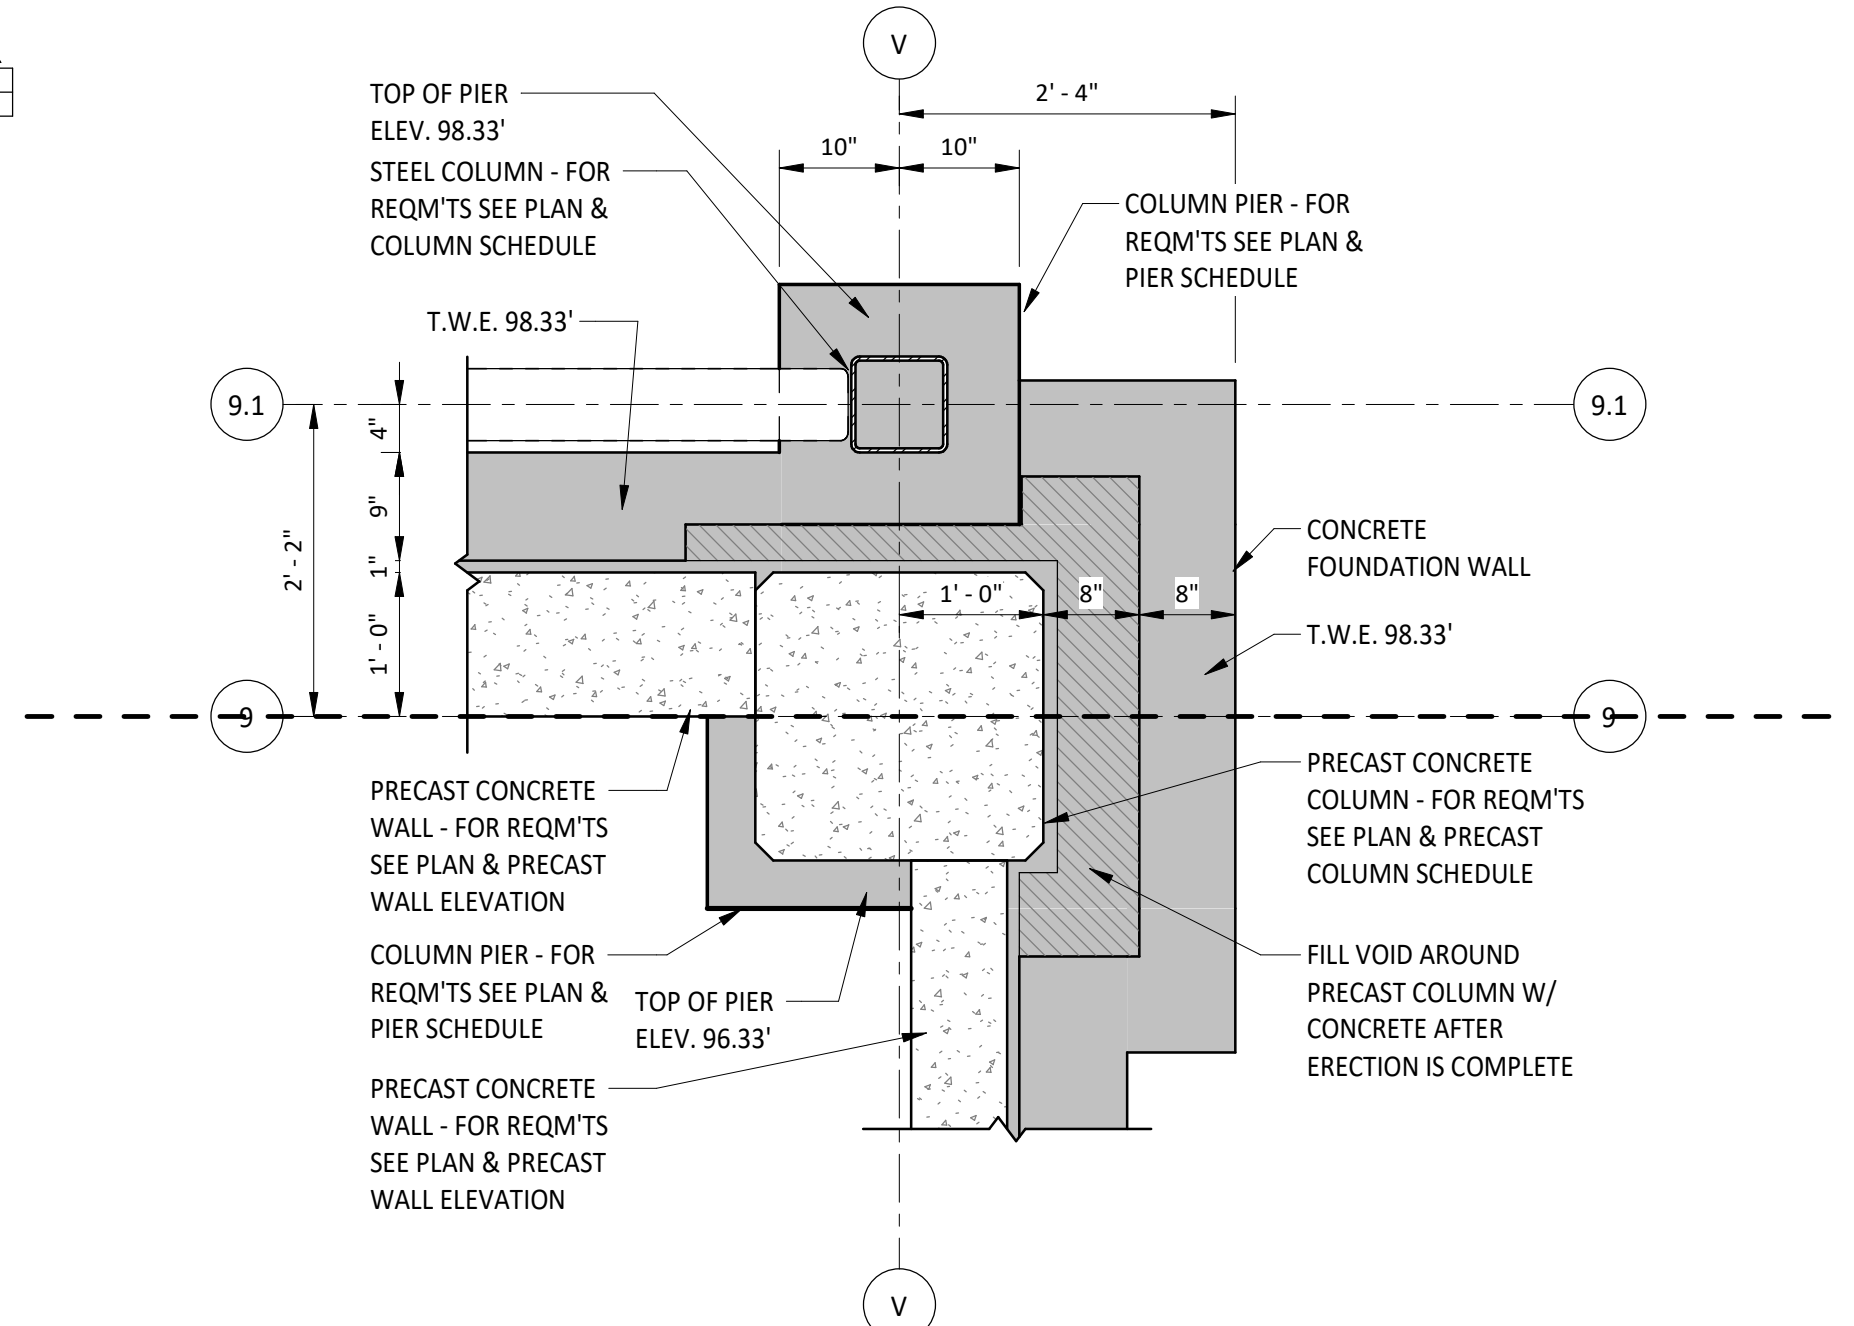 V
2' - 4"
10"
10"
TOP OF PIER
ELEV. 98.33'
STEEL COLUMN - FOR
REQM'TS SEE PLAN &
COLUMN SCHEDULE
COLUMN PIER - FOR
REQM'TS SEE PLAN &
PIER SCHEDULE
T.W.E. 98.33'
9.1
9.1
4"
9"
1"
1' - 0"
2' - 2"
1' - 0"
8"
8"
CONCRETE
FOUNDATION WALL
T.W.E. 98.33'
9
9
PRECAST CONCRETE
WALL - FOR REQM'TS
SEE PLAN & PRECAST
WALL ELEVATION
PRECAST CONCRETE
COLUMN - FOR REQM'TS
SEE PLAN & PRECAST
COLUMN SCHEDULE
COLUMN PIER - FOR
REQM'TS SEE PLAN &
PIER SCHEDULE
TOP OF PIER
ELEV. 96.33'
FILL VOID AROUND
PRECAST COLUMN W/
CONCRETE AFTER
ERECTION IS COMPLETE
PRECAST CONCRETE
WALL - FOR REQM'TS
SEE PLAN & PRECAST
WALL ELEVATION
V